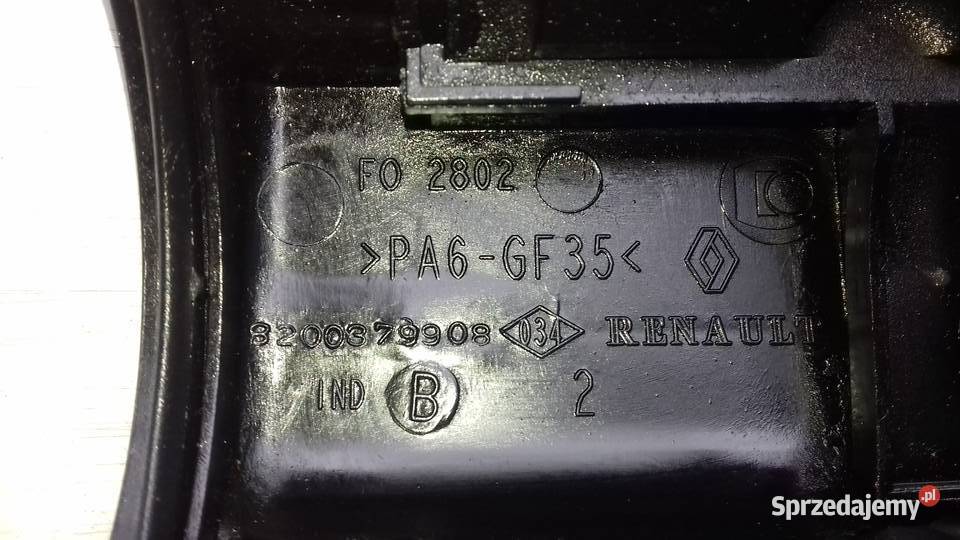 FO 2802
>PA6-GF35<
8200379908 034 RENAULT
IND B 2
Sprzedajemy.pl